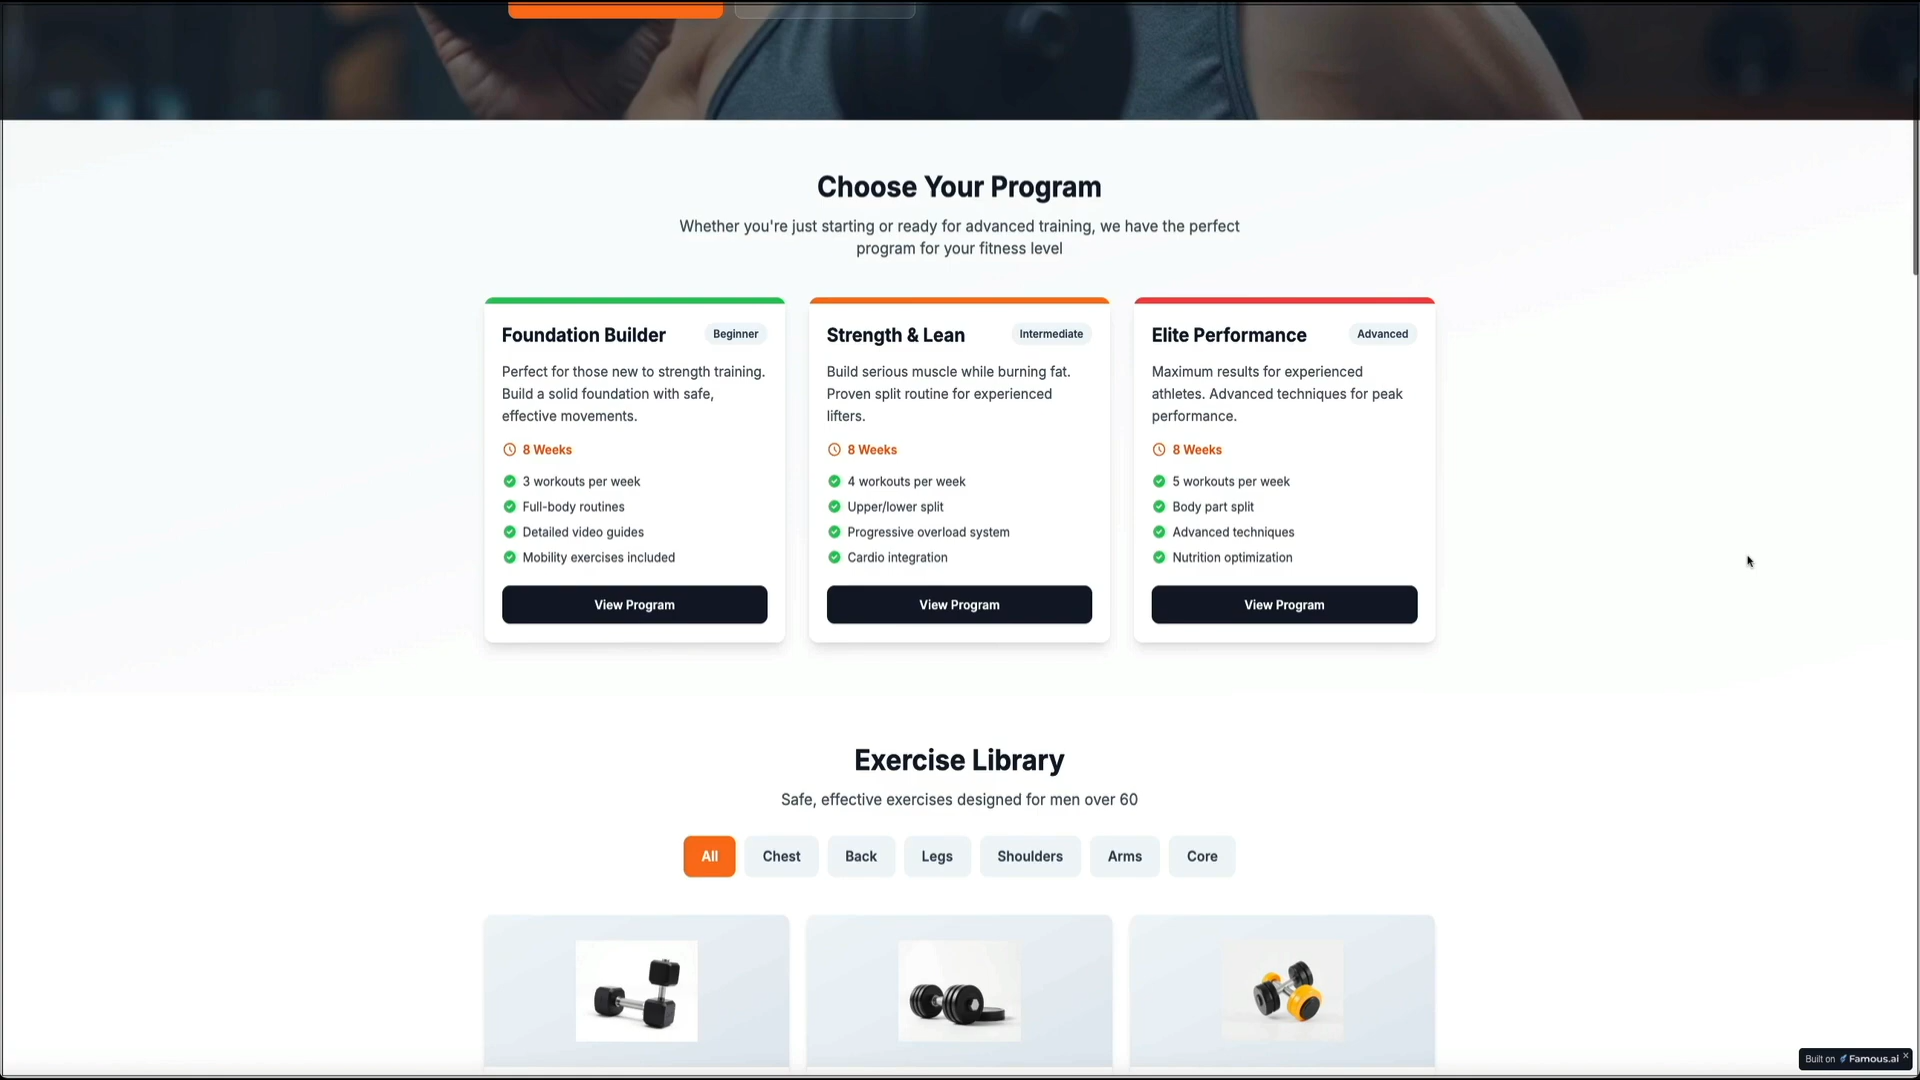 Choose Your Program
Whether you're just starting or ready for advanced training, we have the perfect
program for your fitness level
Foundation Builder
Beginner
Perfect for those new to strength training.
Build a solid foundation with safe,
effective movements.
8 Weeks
3 workouts per week
Full-body routines
Detailed video guides
Mobility exercises included
View Program
Strength & Lean
Intermediate
Build serious muscle while burning fat.
Proven split routine for experienced
lifters.
8 Weeks
4 workouts per week
Upper/lower split
Progressive overload system
Cardio integration
View Program
Elite Performance
Advanced
Maximum results for experienced
athletes. Advanced techniques for peak
performance.
8 Weeks
5 workouts per week
Body part split
Advanced techniques
Nutrition optimization
View Program
Exercise Library
Safe, effective exercises designed for men over 60
All
Chest
Back
Legs
Shoulders
Arms
Core
Built on Famous.ai